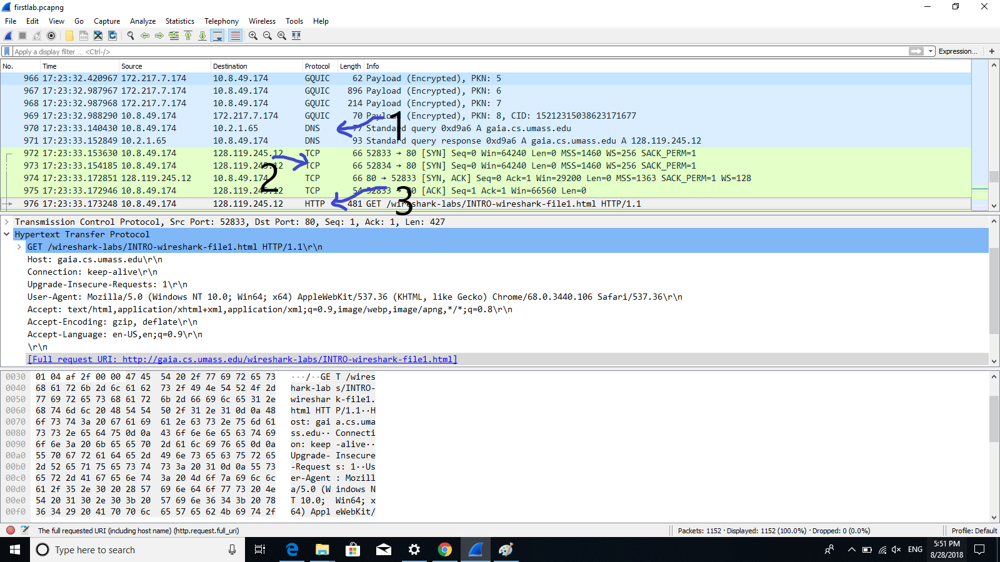 firstlab.pcapng
File Edit View Go Capture Analyze Statistics Telephony Wireless Tools Help
Apply a display filter ... <Ctrl-/> Expression... +
No. Time Source Destination Protocol Length Info
966 17:23:32.420967 172.217.7.174 10.8.49.174 GQUIC 62 Payload (Encrypted), PKN: 5
967 17:23:32.987967 172.217.7.174 10.8.49.174 GQUIC 896 Payload (Encrypted), PKN: 6
968 17:23:32.987968 172.217.7.174 10.8.49.174 GQUIC 214 Payload (Encrypted), PKN: 7
969 17:23:32.988290 10.8.49.174 172.217.7.174 GQUIC 70 Payload (Encrypted), PKN: 8, CID: 15212315038623171677
970 17:23:33.140430 10.8.49.174 10.2.1.65 DNS 77 Standard query 0xd9a6 A gaia.cs.umass.edu
1
971 17:23:33.152849 10.2.1.65 10.8.49.174 DNS 93 Standard query response 0xd9a6 A gaia.cs.umass.edu A 128.119.245.12
972 17:23:33.153630 10.8.49.174 128.119.245.12 TCP 66 52833 → 80 [SYN] Seq=0 Win=64240 Len=0 MSS=1460 WS=256 SACK_PERM=1
973 17:23:33.154185 10.8.49.174 128.119.245.12 TCP 66 52834 → 80 [SYN] Seq=0 Win=64240 Len=0 MSS=1460 WS=256 SACK_PERM=1
2
974 17:23:33.172851 128.119.245.12 10.8.49.174 TCP 66 80 → 52833 [SYN, ACK] Seq=0 Ack=1 Win=29200 Len=0 MSS=1363 SACK_PERM=1 WS=128
975 17:23:33.172946 10.8.49.174 128.119.245.12 TCP 54 52833 → 80 [ACK] Seq=1 Ack=1 Win=66560 Len=0
3
976 17:23:33.173248 10.8.49.174 128.119.245.12 HTTP 481 GET /wireshark-labs/INTRO-wireshark-file1.html HTTP/1.1
Transmission Control Protocol, Src Port: 52833, Dst Port: 80, Seq: 1, Ack: 1, Len: 427
Hypertext Transfer Protocol
GET /wireshark-labs/INTRO-wireshark-file1.html HTTP/1.1\r\n
Host: gaia.cs.umass.edu\r\n
Connection: keep-alive\r\n
Upgrade-Insecure-Requests: 1\r\n
User-Agent: Mozilla/5.0 (Windows NT 10.0; Win64; x64) AppleWebKit/537.36 (KHTML, like Gecko) Chrome/68.0.3440.106 Safari/537.36\r\n
Accept: text/html,application/xhtml+xml,application/xml;q=0.9,image/webp,image/apng,*/*;q=0.8\r\n
Accept-Encoding: gzip, deflate\r\n
Accept-Language: en-US,en;q=0.9\r\n
\r\n
[Full request URI: http://gaia.cs.umass.edu/wireshark-labs/INTRO-wireshark-file1.html]
0030 01 04 af 2f 00 00 47 45 54 20 2f 77 69 72 65 73 ···/··GE T /wires
0040 68 61 72 6b 2d 6c 61 62 73 2f 49 4e 54 52 4f 2d hark-lab s/INTRO-
0050 77 69 72 65 73 68 61 72 6b 2d 66 69 6c 65 31 2e wireshar k-file1.
0060 68 74 6d 6c 20 48 54 54 50 2f 31 2e 31 0d 0a 48 html HTT P/1.1··H
0070 6f 73 74 3a 20 67 61 69 61 2e 63 73 2e 75 6d 61 ost: gai a.cs.uma
0080 73 73 2e 65 64 75 0d 0a 43 6f 6e 6e 65 63 74 69 ss.edu·· Connecti
0090 6f 6e 3a 20 6b 65 65 70 2d 61 6c 69 76 65 0d 0a on: keep -alive··
00a0 55 70 67 72 61 64 65 2d 49 6e 73 65 63 75 72 65 Upgrade- Insecure
00b0 2d 52 65 71 75 65 73 74 73 3a 20 31 0d 0a 55 73 -Request s: 1··Us
00c0 65 72 2d 41 67 65 6e 74 3a 20 4d 6f 7a 69 6c 6c er-Agent : Mozill
00d0 61 2f 35 2e 30 20 28 57 69 6e 64 6f 77 73 20 4e a/5.0 (W indows N
00e0 54 20 31 30 2e 30 3b 20 57 69 6e 36 34 3b 20 78 T 10.0; Win64; x
00f0 36 34 29 20 41 70 70 6c 65 57 65 62 4b 69 74 2f 64) Appl eWebKit/
The full requested URI (including host name) (http.request.full_uri) Packets: 1152 · Displayed: 1152 (100.0%) · Dropped: 0 (0.0%) Profile: Default
Type here to search ENG 5:51 PM
8/28/2018